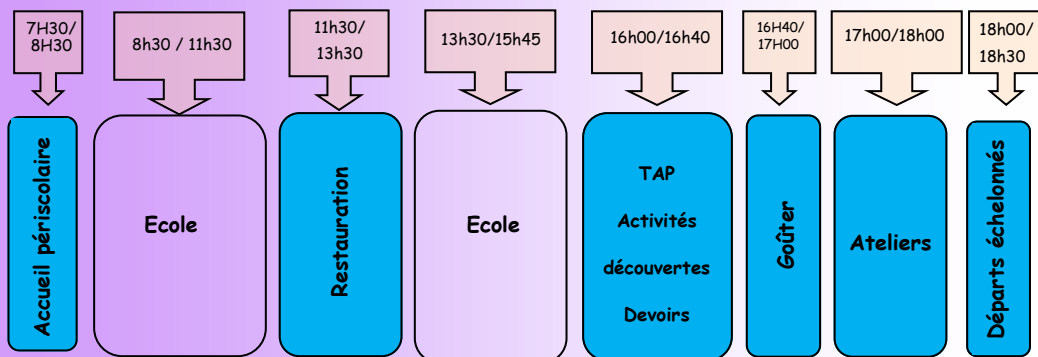 7H30/
8H30
8h30 / 11h30
11h30/
13h30
13h30/15h45
16h00/16h40
16H40/
17H00
17h00/18h00
18h00/
18h30
Accueil périscolaire
Ecole
Restauration
Ecole
TAP
Activités
découvertes
Devoirs
Goûter
Ateliers
Départs échelonnés